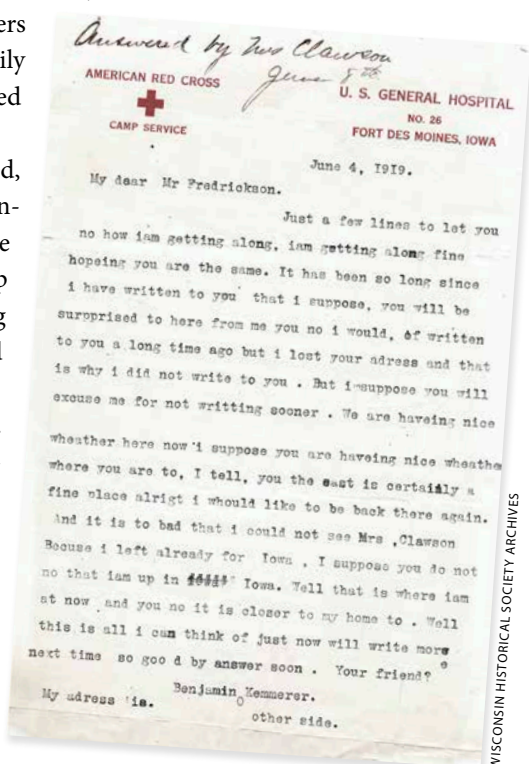 ers
ily
ed
d,
n-
e
p
g
l
Answered by Mrs Clawson
June 8th
AMERICAN RED CROSS
CAMP SERVICE
U. S. GENERAL HOSPITAL
NO. 26
FORT DES MOINES, IOWA
June 4, 1919.
My dear Mr Fredrickson.
Just a few lines to let you
no how iam getting along, iam getting along fine
hopeing you are the same. It has been so long since
i have written to you that i suppose, you will be
surpprised to here from me you no i would, of written
to you a long time ago but i lost your adress and that
is why i did not write to you . But i suppose you will
excuse me for not writting sooner . We are haveing nice
wheather here now i suppose you are haveing nice wheathe
where you are to, I tell, you the east is certainly a
fine place alrigt i whould like to be back there again.
And it is to bad that i could not see Mrs ,Clawson
Becuse i left already for Iowa , I suppose you do not
no that iam up in Iowa. Well that is where iam
at now and you no it is closer to my home to . Well
this is all i can think of just now will write more
next time so goo d by answer soon . Your friend?
Benjamin Kemmerer.
My adress is. other side.
WISCONSIN HISTORICAL SOCIETY ARCHIVES